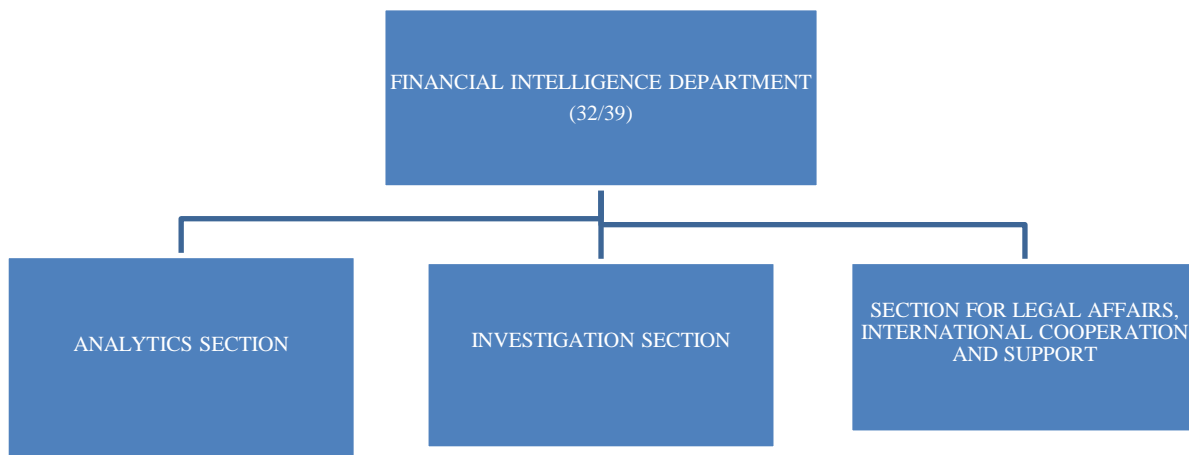 FINANCIAL INTELLIGENCE DEPARTMENT
(32/39)
ANALYTICS SECTION
INVESTIGATION SECTION
SECTION FOR LEGAL AFFAIRS,
INTERNATIONAL COOPERATION
AND SUPPORT